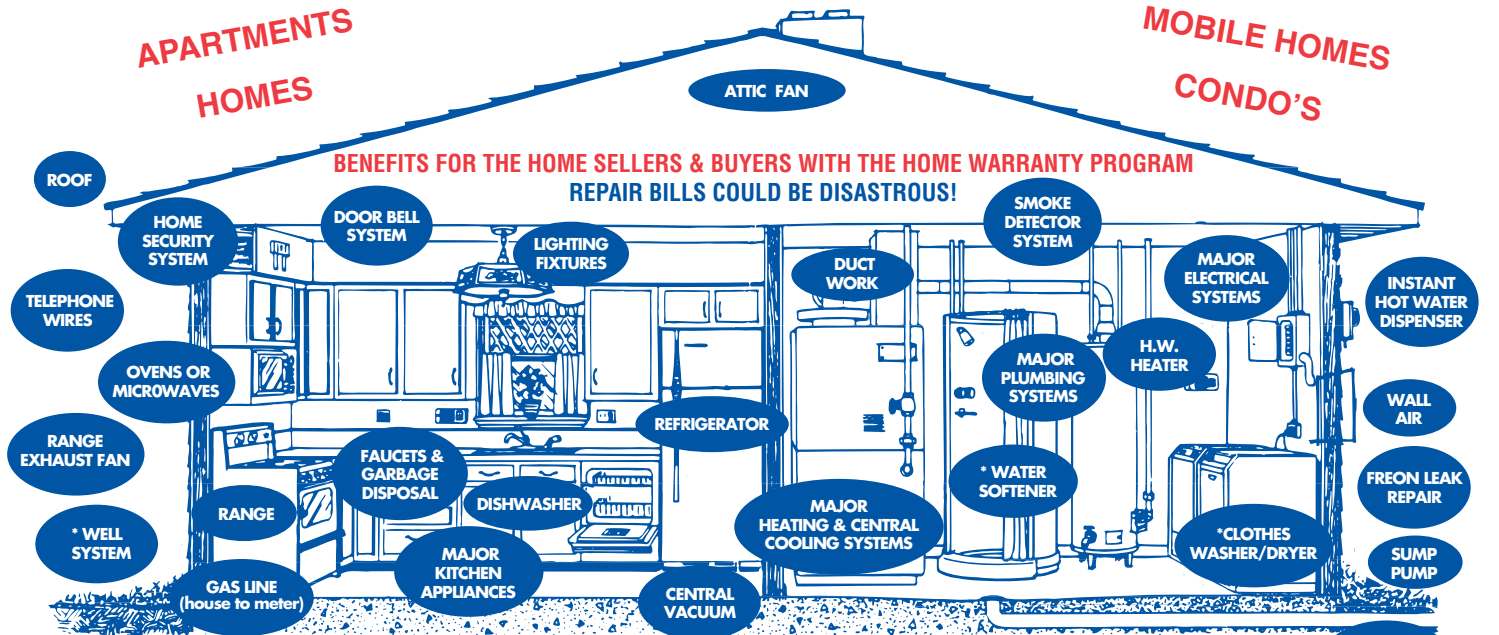 APARTMENTS
HOMES
MOBILE HOMES
CONDO'S
ATTIC FAN
BENEFITS FOR THE HOME SELLERS & BUYERS WITH THE HOME WARRANTY PROGRAM
REPAIR BILLS COULD BE DISASTROUS!
ROOF
HOME
SECURITY
SYSTEM
DOOR BELL
SYSTEM
LIGHTING
FIXTURES
SMOKE
DETECTOR
SYSTEM
DUCT
WORK
MAJOR
ELECTRICAL
SYSTEMS
INSTANT
HOT WATER
DISPENSER
TELEPHONE
WIRES
OVENS OR
MICROWAVES
MAJOR
PLUMBING
SYSTEMS
H.W.
HEATER
WALL
AIR
RANGE
EXHAUST FAN
REFRIGERATOR
FAUCETS &
GARBAGE
DISPOSAL
DISHWASHER
* WATER
SOFTENER
FREON LEAK
REPAIR
RANGE
MAJOR
HEATING & CENTRAL
COOLING SYSTEMS
*CLOTHES
WASHER/DRYER
* WELL
SYSTEM
MAJOR
KITCHEN
APPLIANCES
SUMP
PUMP
GAS LINE
(house to meter)
CENTRAL
VACUUM